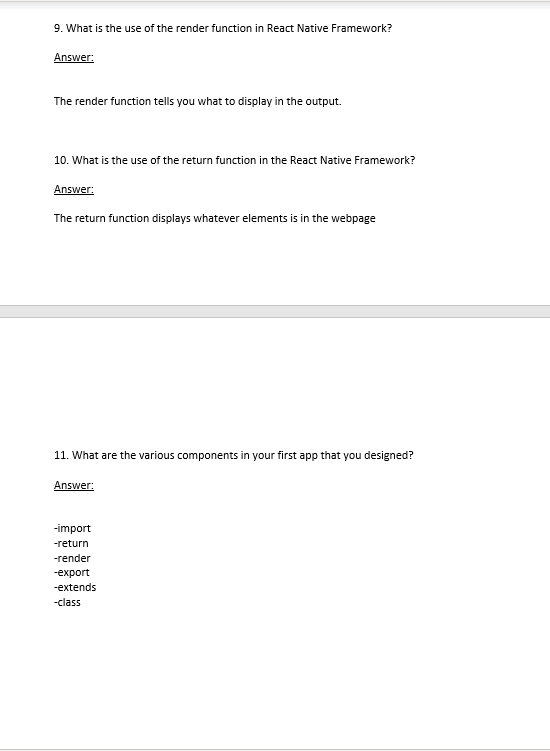 9. What is the use of the render function in React Native Framework?
Answer:
The render function tells you what to display in the output.
10. What is the use of the return function in the React Native Framework?
Answer:
The return function displays whatever elements is in the webpage
11. What are the various components in your first app that you designed?
Answer:
-import
-return
-render
-export
-extends
-class